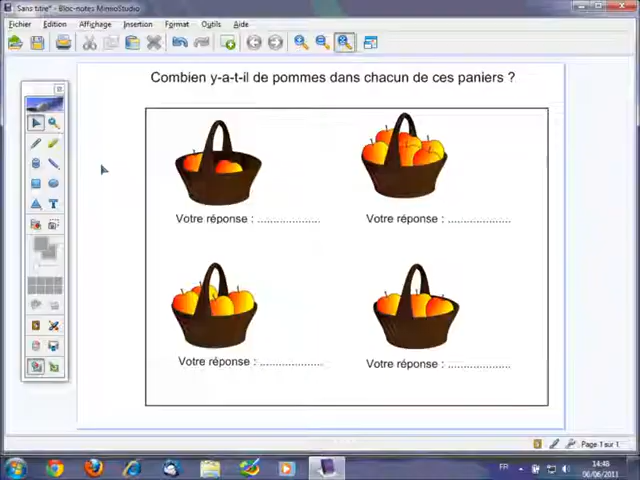 Sans titre* - Bloc-notes MimioStudio
Fichier Edition Affichage Insertion Format Outils Aide
Combien y-a-t-il de pommes dans chacun de ces paniers ?
Votre réponse : ................... Votre réponse : ...................
Votre réponse : ................... Votre réponse : ...................
Page 1 sur 1
FR 14:48
06/06/2011